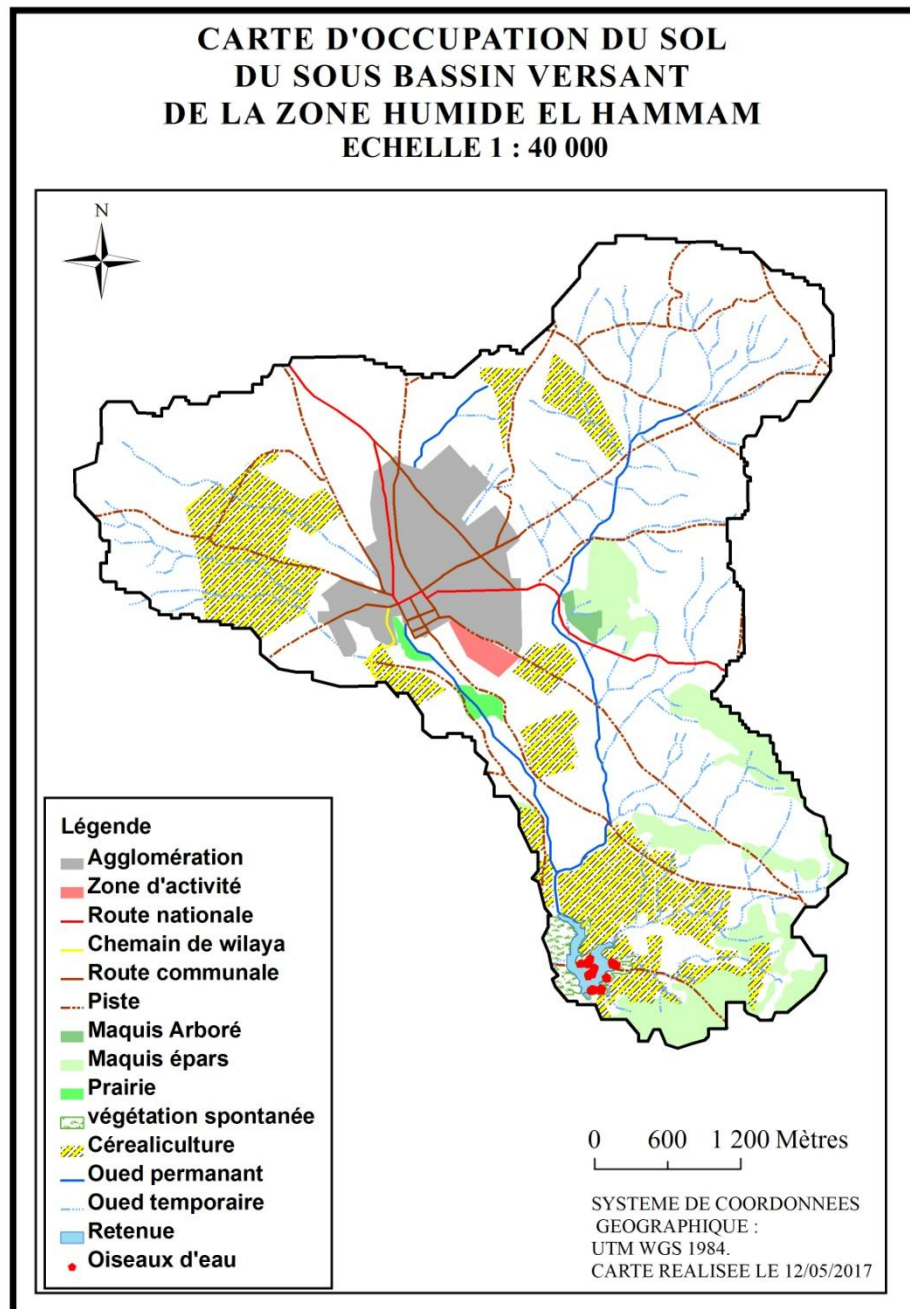 CARTE D'OCCUPATION DU SOL
DU SOUS BASSIN VERSANT
DE LA ZONE HUMIDE EL HAMMAM
ECHELLE 1 : 40 000
N
Légende
Agglomération
Zone d'activité
Route nationale
Chemain de wilaya
Route communale
Piste
Maquis Arboré
Maquis épars
Prairie
végétation spontanée
Cérealiculture
Oued permanant
Oued temporaire
Retenue
Oiseaux d'eau
0 600 1 200 Mètres
SYSTEME DE COORDONNEES
GEOGRAPHIQUE :
UTM WGS 1984.
CARTE REALISEE LE 12/05/2017